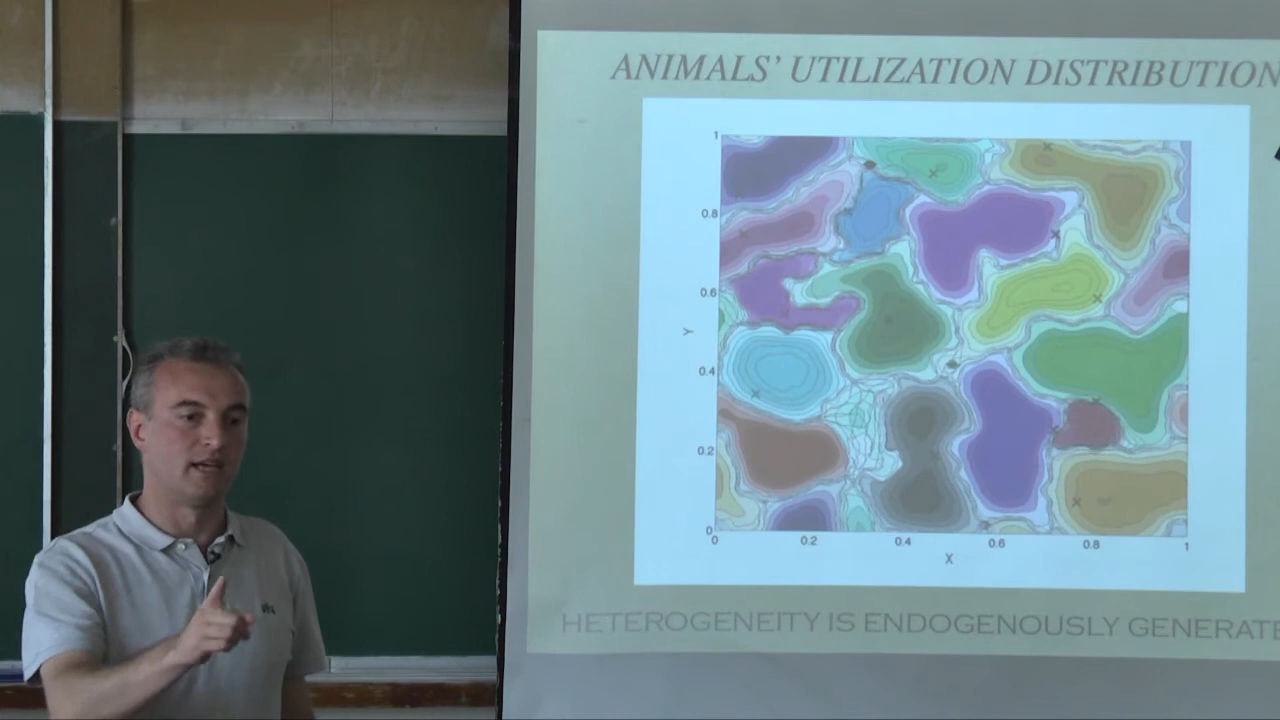 ANIMALS' UTILIZATION DISTRIBUTION
1
0.8
0.6
Y
0.4
0.2
0
0 0.2 0.4 0.6 0.8 1
X
HETEROGENEITY IS ENDOGENOUSLY GENERATE